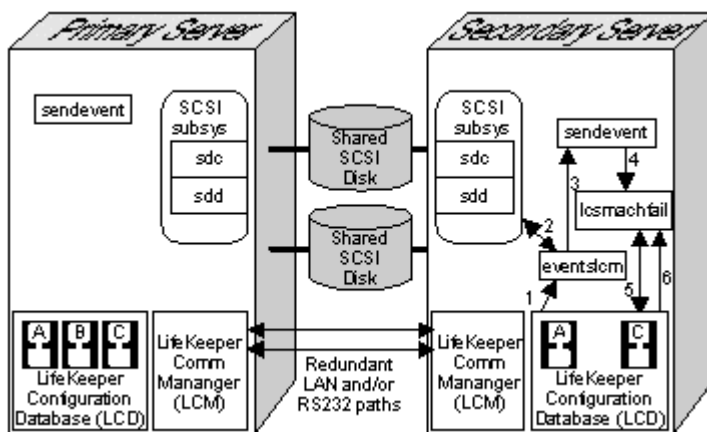 Primary Server
Secondary Server
sendevent
SCSI
subsys
sdc
sdd
Shared
SCSI
Disk
Shared
SCSI
Disk
SCSI
subsys
sdc
sdd
sendevent
3
4
lcsmachfail
2
eventslcm
1
5
6
A
B
C
LifeKeeper
Configuration
Database (LCD)
LifeKeeper
Comm
Mananger
(LCM)
Redundant
LAN and/or
RS232 paths
LifeKeeper
Comm
Mananger
(LCM)
A
C
LifeKeeper
Configuration
Database (LCD)